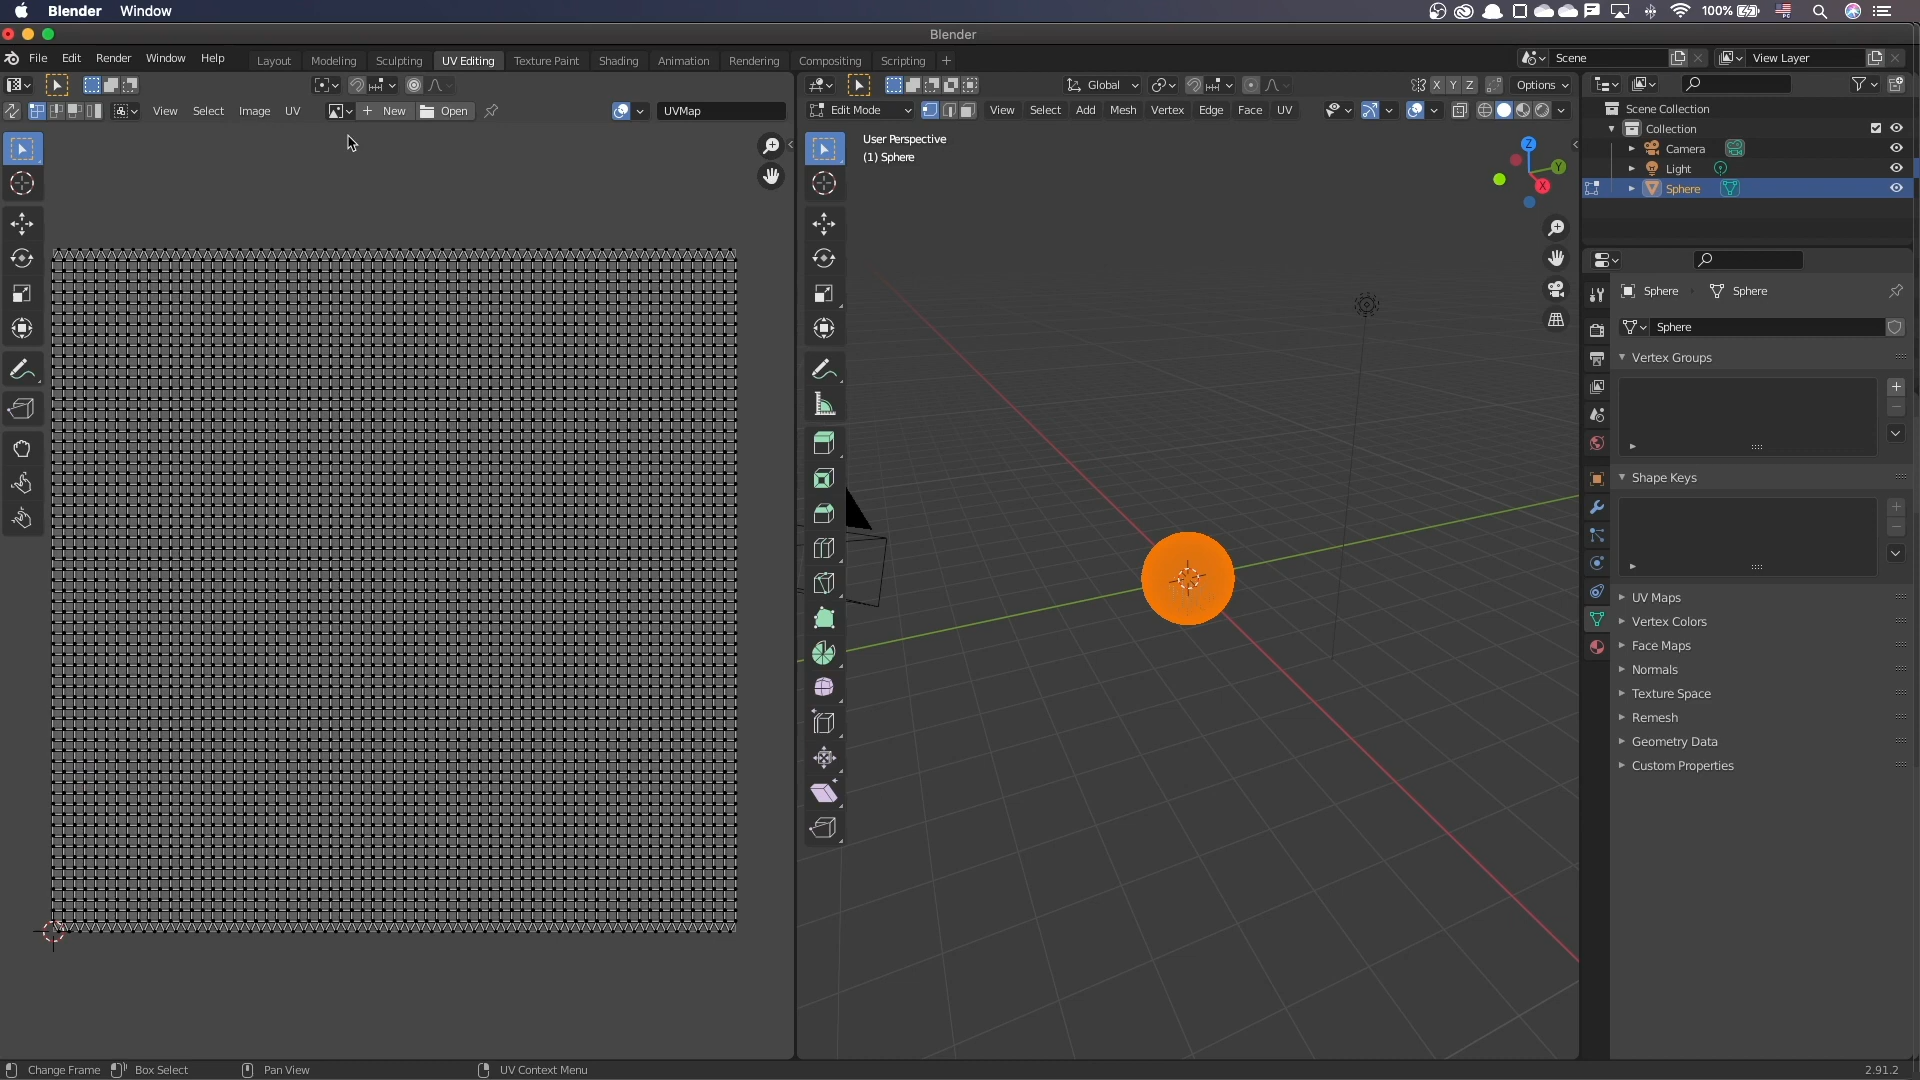 Blender Window 100%
Blender
File Edit Render Window Help Layout Modeling Sculpting UV Editing Texture Paint Shading Animation Rendering Compositing Scripting + Scene View Layer
Global X Y Z Options
View Select Image UV + New Open UVMap Edit Mode View Select Add Mesh Vertex Edge Face UV
Scene Collection
Collection
Camera
Light
Sphere
User Perspective
(1) Sphere
Z
Y
X
Sphere Sphere
Sphere
Vertex Groups
Shape Keys
UV Maps
Vertex Colors
Face Maps
Normals
Texture Space
Remesh
Geometry Data
Custom Properties
Change Frame Box Select Pan View UV Context Menu 2.91.2